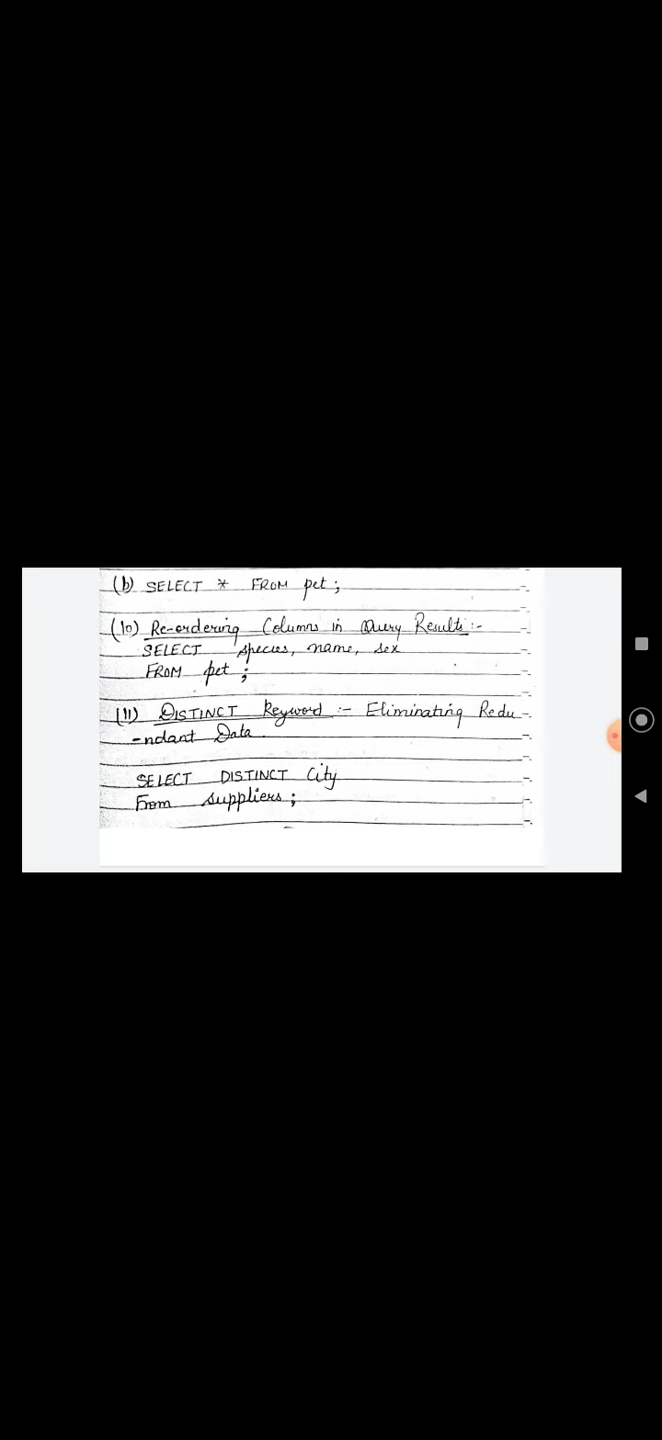 (b) SELECT * FROM pet ;
(10) Re-ordering Columns in Query Results :-
SELECT species, name, sex
FROM pet ;
(11) DISTINCT Keyword :- Eliminating Redu
-ndant Data
SELECT DISTINCT City
From suppliers ;